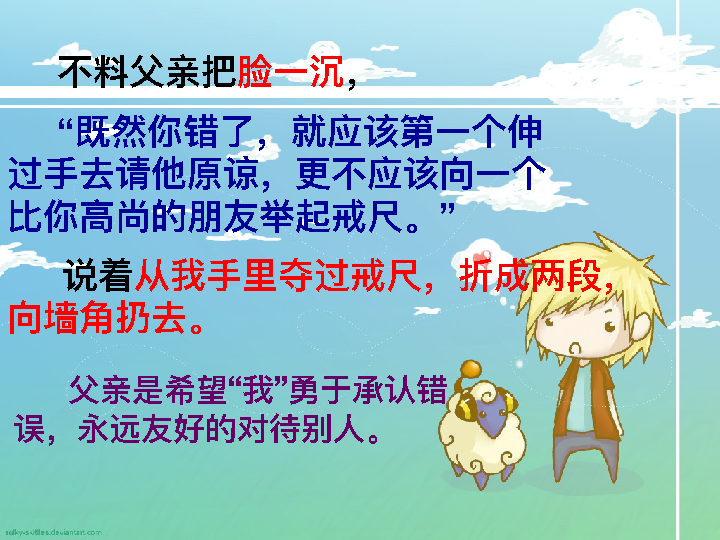 不料父亲把脸一沉，
“既然你错了，就应该第一个伸
过手去请他原谅，更不应该向一个
比你高尚的朋友举起戒尺。”
说着从我手里夺过戒尺，折成两段，
向墙角扔去。
父亲是希望“我”勇于承认错
误，永远友好的对待别人。